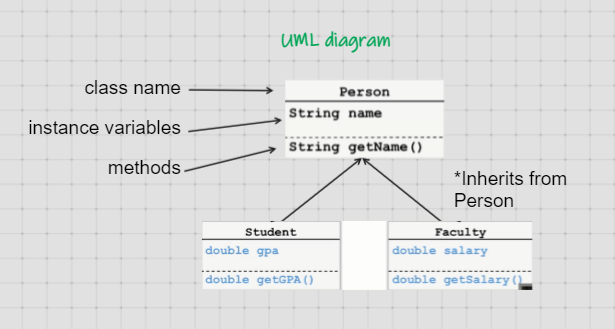 UML diagram
class name
Person
instance variables
String name
methods
String getName()
*Inherits from
Person
Student
double gpa
double getGPA()
Faculty
double salary
double getSalary()